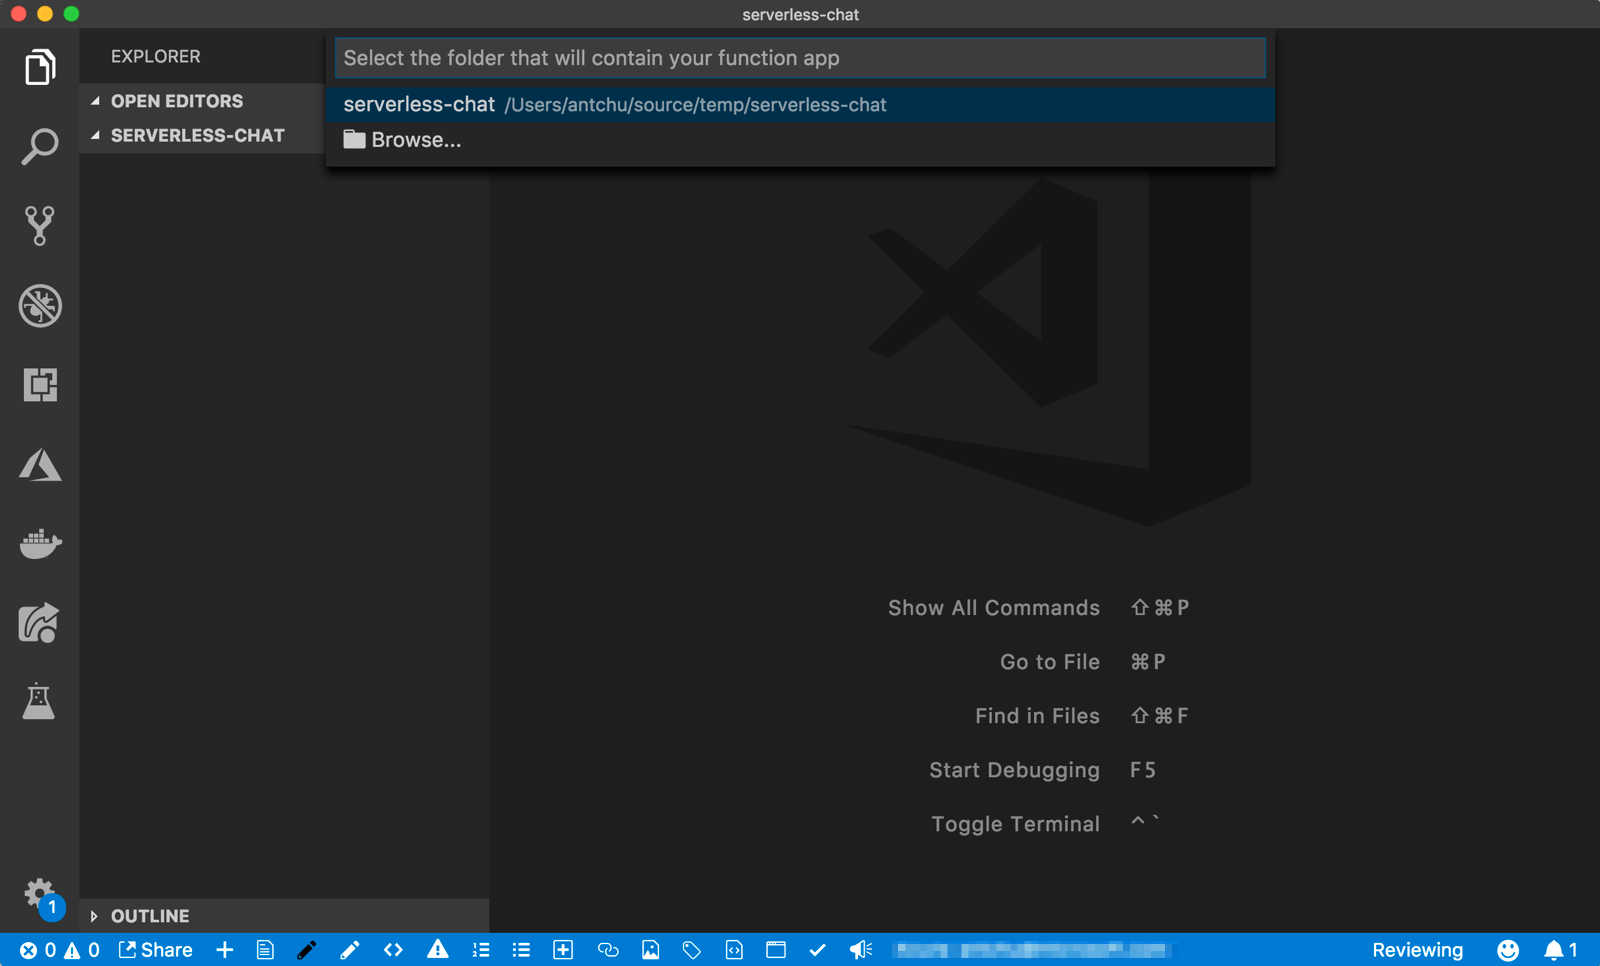 serverless-chat
EXPLORER
Select the folder that will contain your function app
OPEN EDITORS
serverless-chat /Users/antchu/source/temp/serverless-chat
SERVERLESS-CHAT
Browse...
Show All Commands ⇧⌘P
Go to File ⌘P
Find in Files ⇧⌘F
Start Debugging F5
Toggle Terminal ^`
1
OUTLINE
0 0 Share Reviewing 1